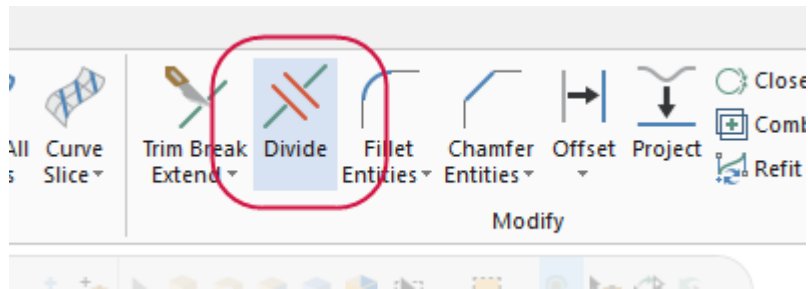 All Curve Trim Break Divide Fillet Chamfer Offset Project Close
s Slice Extend Entities Entities Comb
Refit
Modify